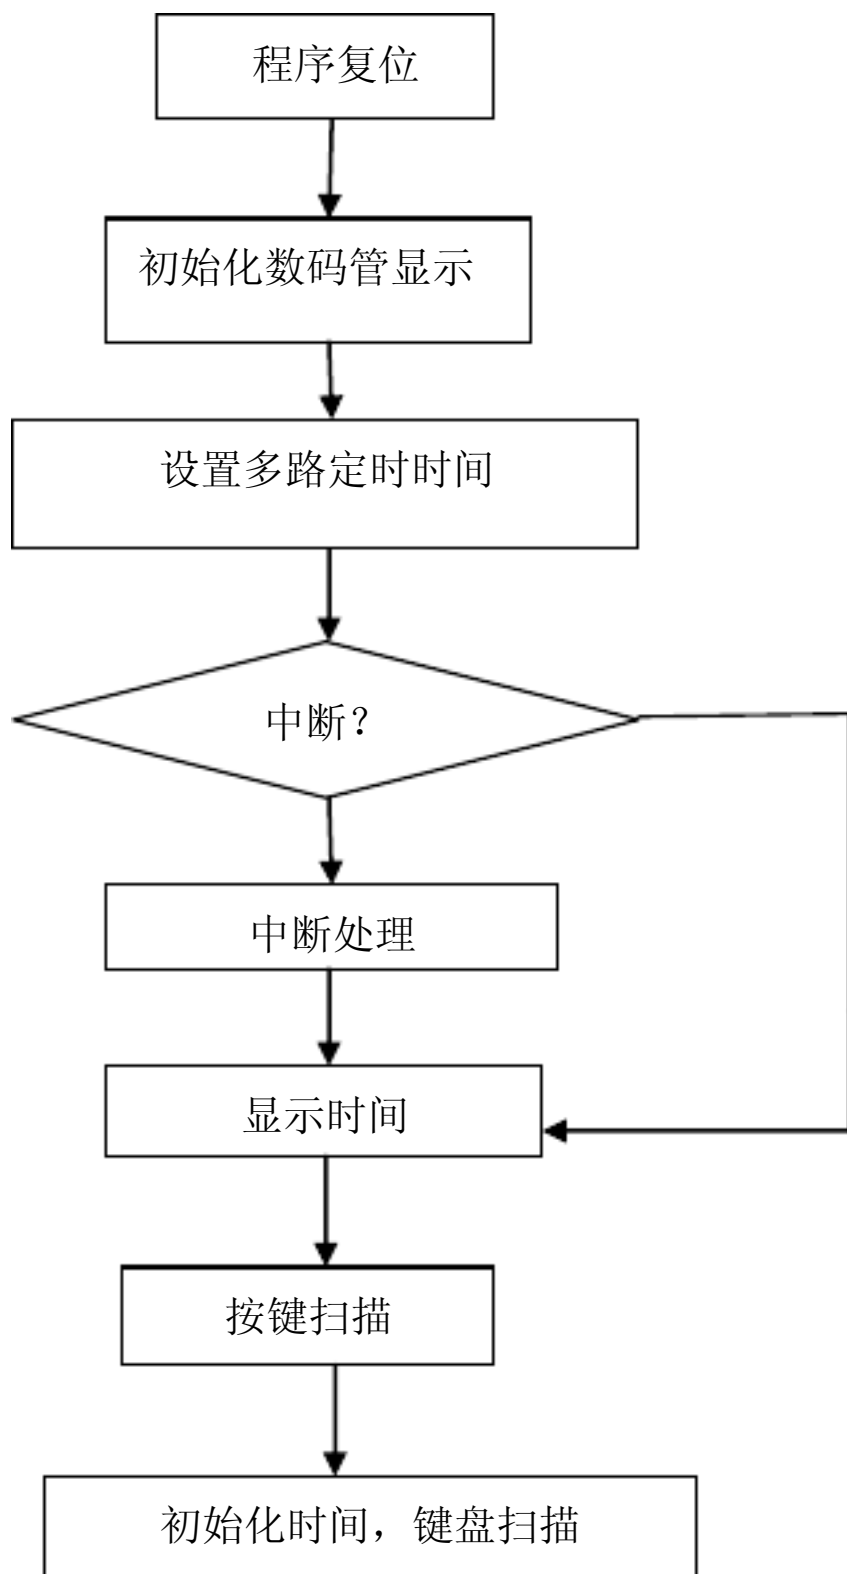 程序复位
初始化数码管显示
设置多路定时时间
中断？
中断处理
显示时间
按键扫描
初始化时间，键盘扫描